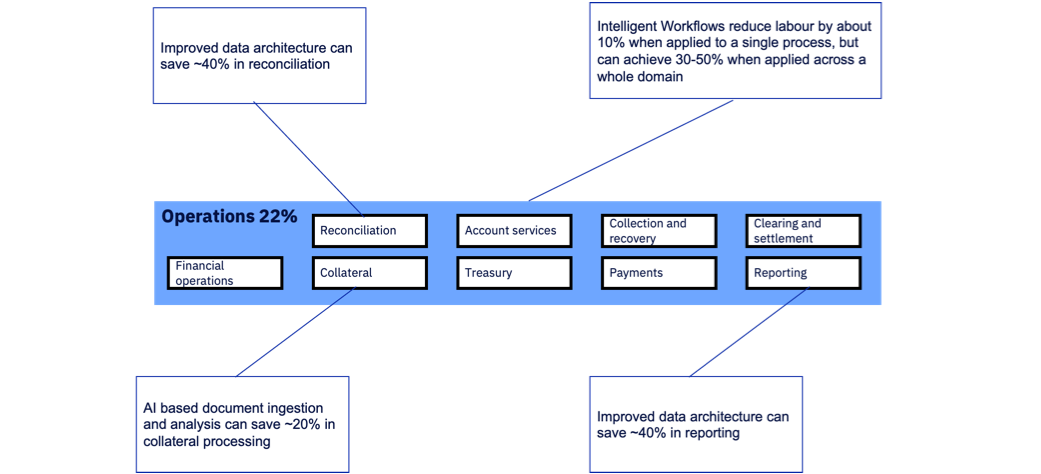 Improved data architecture can
save ~40% in reconciliation
Intelligent Workflows reduce labour by about
10% when applied to a single process, but
can achieve 30-50% when applied across a
whole domain
Operations 22%
Reconciliation
Account services
Collection and
recovery
Clearing and
settlement
Financial
operations
Collateral
Treasury
Payments
Reporting
AI based document ingestion
and analysis can save ~20% in
collateral processing
Improved data architecture can
save ~40% in reporting